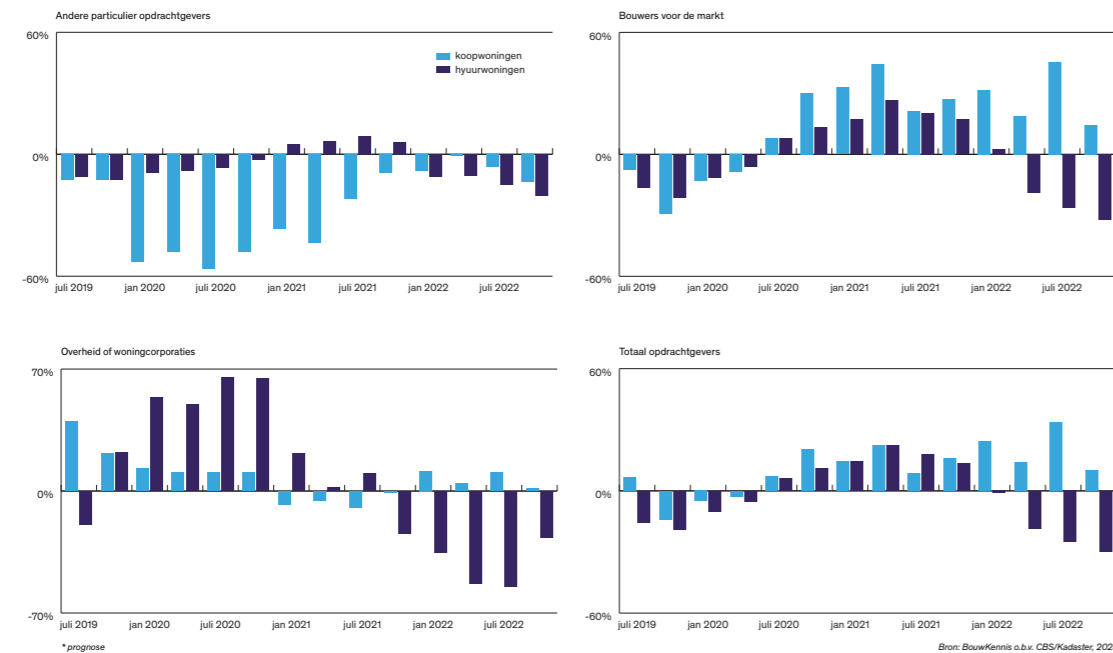 Andere particulier opdrachtgevers
60%
koopwoningen
hyuurwoningen
0%
-60%
juli 2019 jan 2020 juli 2020 jan 2021 juli 2021 jan 2022 juli 2022
Bouwers voor de markt
60%
0%
-60%
juli 2019 jan 2020 juli 2020 jan 2021 juli 2021 jan 2022 juli 2022
Overheid of woningcorporaties
70%
0%
-70%
juli 2019 jan 2020 juli 2020 jan 2021 juli 2021 jan 2022 juli 2022
* prognose
Totaal opdrachtgevers
60%
0%
-60%
juli 2019 jan 2020 juli 2020 jan 2021 juli 2021 jan 2022 juli 2022
Bron: BouwKennis o.b.v. CBS/Kadaster,